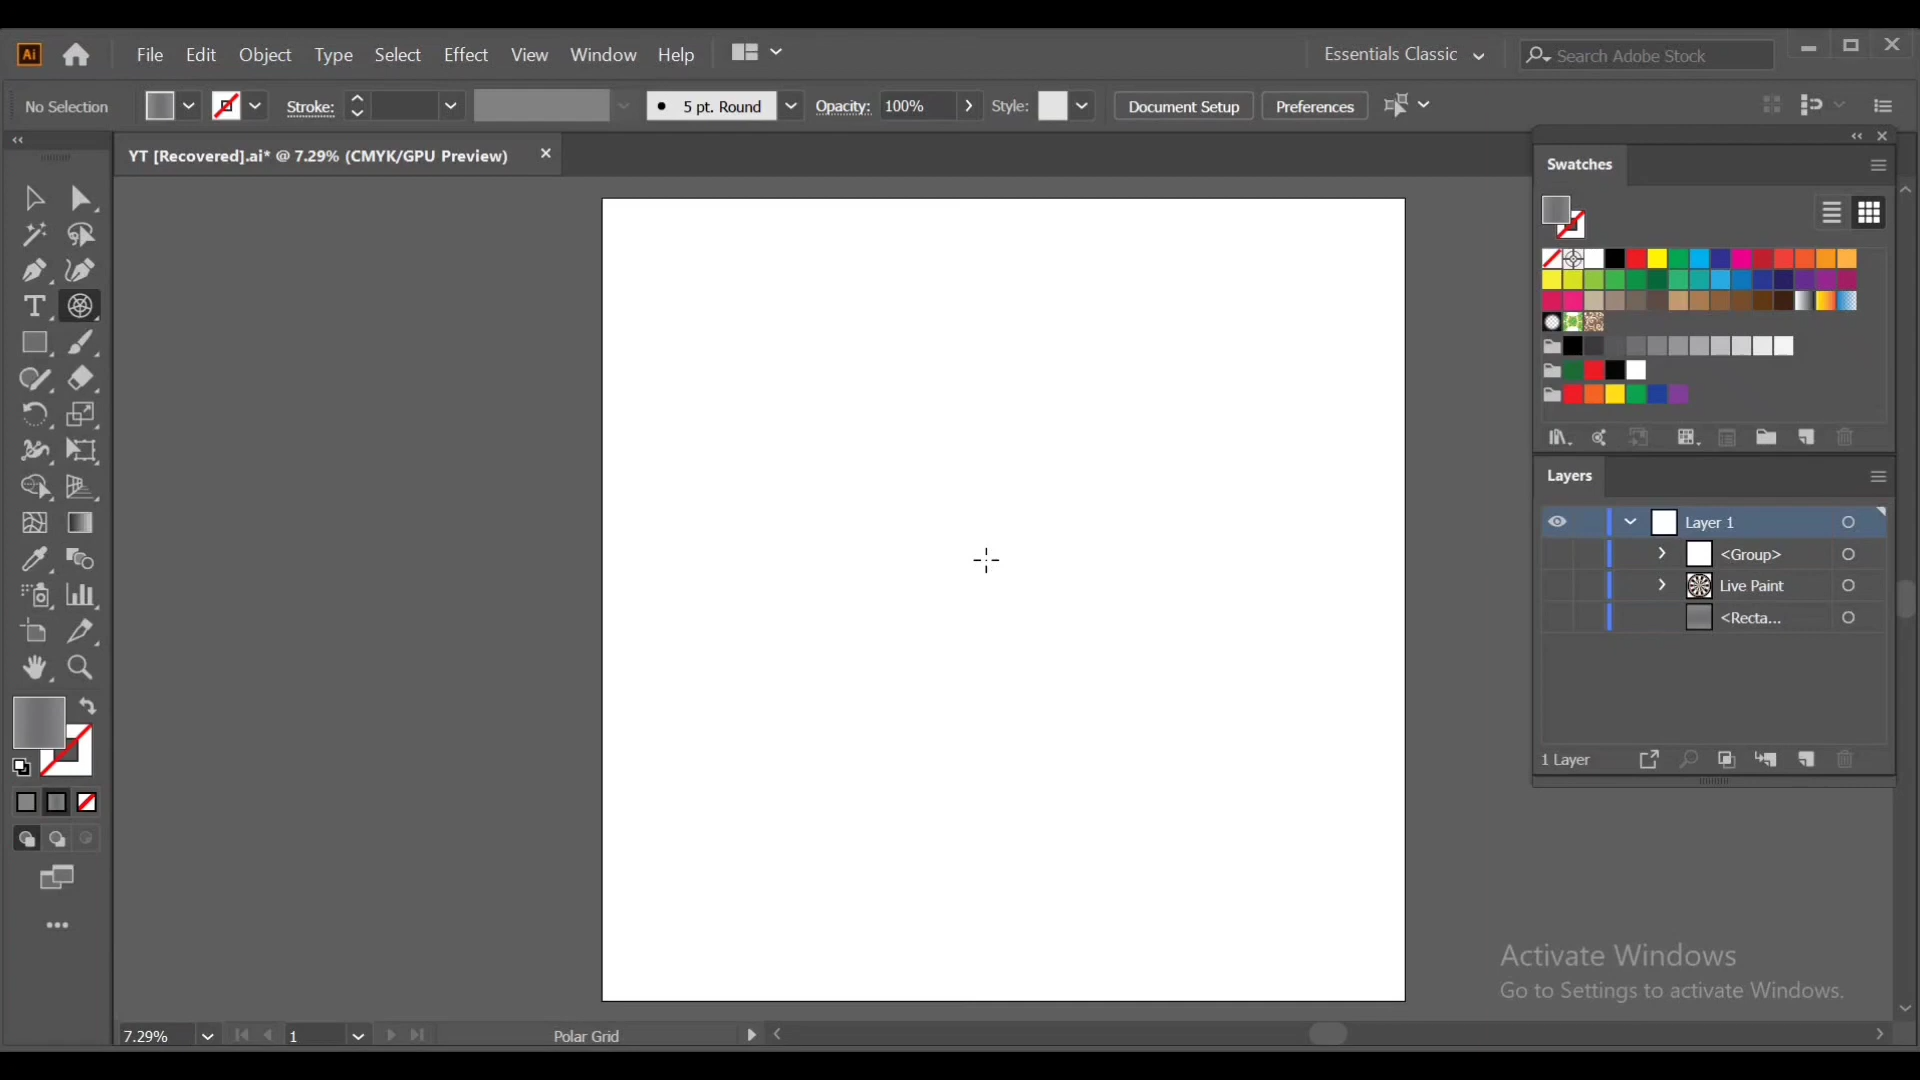 Ai File Edit Object Type Select Effect View Window Help Essentials Classic Search Adobe Stock
No Selection Stroke: 5 pt. Round Opacity: 100% Style: Document Setup Preferences
YT [Recovered].ai* @ 7.29% (CMYK/GPU Preview)
Swatches
Layers
Layer 1
<Group>
Live Paint
<Recta...
1 Layer
Activate Windows
Go to Settings to activate Windows.
7.29% 1 Polar Grid